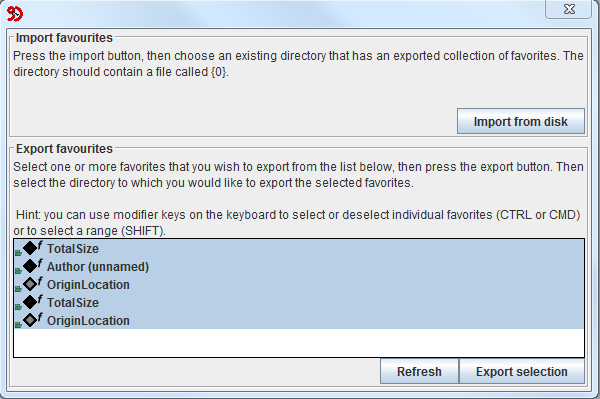 Import favourites
Press the import button, then choose an existing directory that has an exported collection of favorites. The
directory should contain a file called {0}.
Import from disk
Export favourites
Select one or more favorites that you wish to export from the list below, then press the export button. Then
select the directory to which you would like to export the selected favorites.
Hint: you can use modifier keys on the keyboard to select or deselect individual favorites (CTRL or CMD)
or to select a range (SHIFT).
f TotalSize
f Author (unnamed)
f OriginLocation
f TotalSize
f OriginLocation
Refresh
Export selection